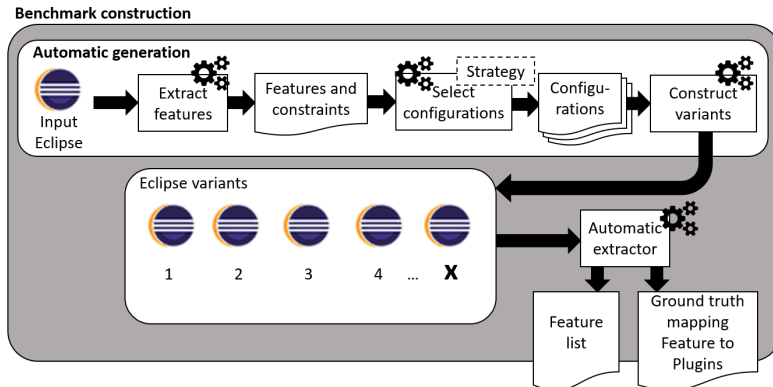 Benchmark construction
Automatic generation
Input
Eclipse
Extract
features
Features and
constraints
Strategy
Select
configurations
Configu-
rations
Construct
variants
Eclipse variants
1 2 3 4 ... X
Automatic
extractor
Feature
list
Ground truth
mapping
Feature to
Plugins